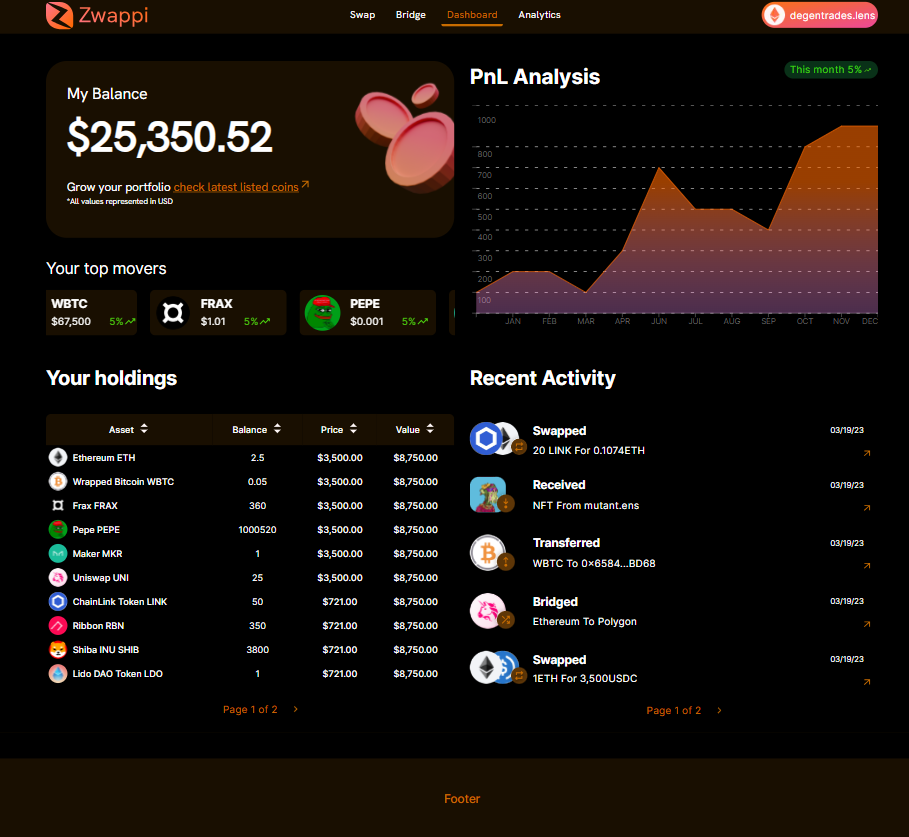 Zwappi
Swap Bridge Dashboard Analytics
degentrades.lens
My Balance
$25,350.52
Grow your portfolio check latest listed coins
*All values represented in USD
Your top movers
WBTC
$67,500 5%
FRAX
$1.01 5%
PEPE
$0.001 5%
PnL Analysis
This month 5%
1000
800
700
600
500
400
300
200
100
JAN FEB MAR APR JUN JUL AUG SEP OCT NOV DEC
Your holdings
Asset Balance Price Value
Ethereum ETH 2.5 $3,500.00 $8,750.00
Wrapped Bitcoin WBTC 0.05 $3,500.00 $8,750.00
Frax FRAX 360 $3,500.00 $8,750.00
Pepe PEPE 1000520 $3,500.00 $8,750.00
Maker MKR 1 $3,500.00 $8,750.00
Uniswap UNI 25 $3,500.00 $8,750.00
ChainLink Token LINK 50 $721.00 $8,750.00
Ribbon RBN 350 $721.00 $8,750.00
Shiba INU SHIB 3800 $721.00 $8,750.00
Lido DAO Token LDO 1 $721.00 $8,750.00
Page 1 of 2 >
Recent Activity
Swapped 03/19/23
20 LINK For 0.1074ETH
Received 03/19/23
NFT From mutant.ens
Transferred 03/19/23
WBTC To 0x6584...BD68
Bridged 03/19/23
Ethereum To Polygon
Swapped 03/19/23
1ETH For 3,500USDC
Page 1 of 2 >
Footer